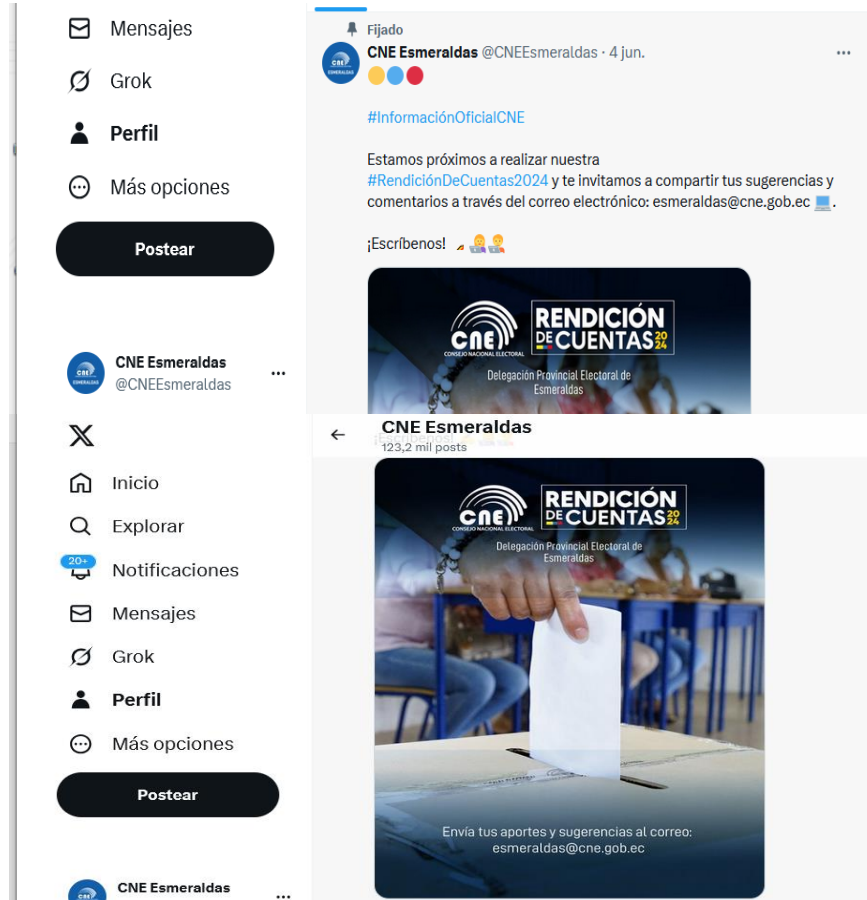 Mensajes
Grok
Perfil
Más opciones
Postear
CNE Esmeraldas
@CNEEsmeraldas
Fijado
CNE Esmeraldas @CNEEsmeraldas · 4 jun.
#InformaciónOficialCNE
Estamos próximos a realizar nuestra
#RendiciónDeCuentas2024 y te invitamos a compartir tus sugerencias y
comentarios a través del correo electrónico: esmeraldas@cne.gob.ec 💻.
¡Escríbenos!
cne
CONSEJO NACIONAL ELECTORAL
RENDICIÓN
DE CUENTAS 2024
Delegación Provincial Electoral de
Esmeraldas
Inicio
Explorar
20+
Notificaciones
Mensajes
Grok
Perfil
Más opciones
Postear
CNE Esmeraldas
CNE Esmeraldas
¡Escríbenos!
123,2 mil posts
cne
CONSEJO NACIONAL ELECTORAL
RENDICIÓN
DE CUENTAS 2024
Delegación Provincial Electoral de
Esmeraldas
Envía tus aportes y sugerencias al correo:
esmeraldas@cne.gob.ec